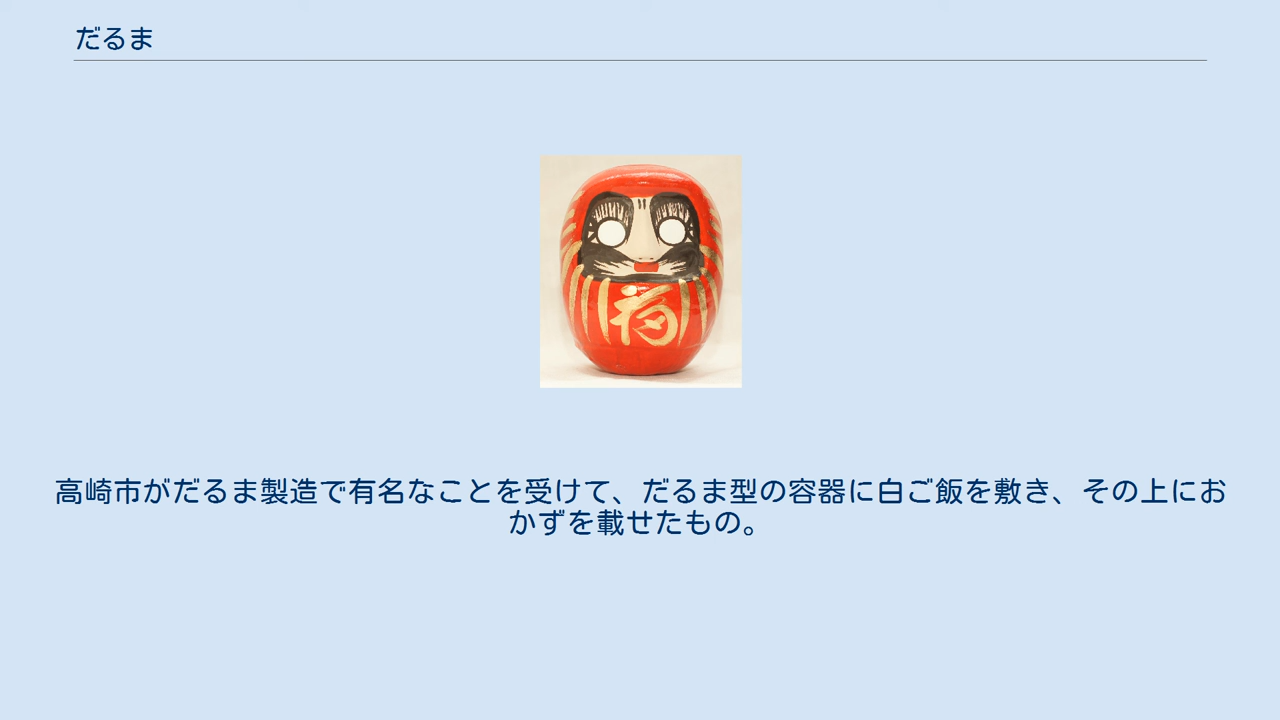 だるま
福
高崎市がだるま製造で有名なことを受けて、だるま型の容器に白ご飯を敷き、その上にお
かずを載せたもの。